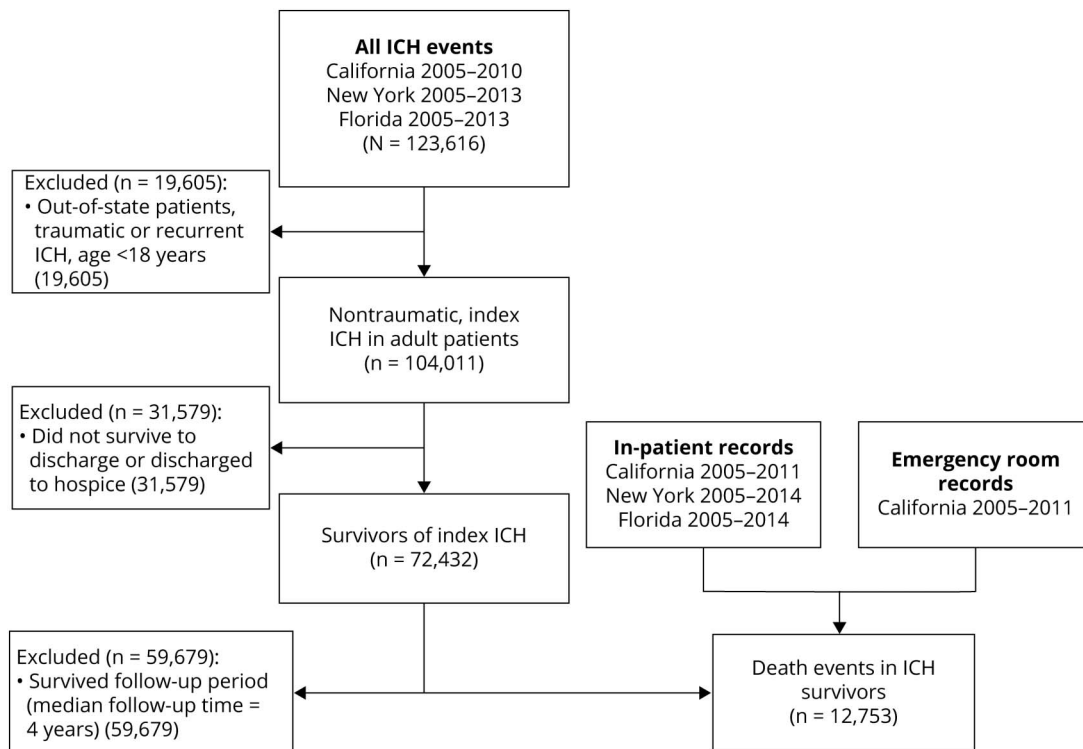 All ICH events
California 2005–2010
New York 2005–2013
Florida 2005–2013
(N = 123,616)
Excluded (n = 19,605):
• Out-of-state patients,
traumatic or recurrent
ICH, age <18 years
(19,605)
Nontraumatic, index
ICH in adult patients
(n = 104,011)
Excluded (n = 31,579):
• Did not survive to
discharge or discharged
to hospice (31,579)
In-patient records
California 2005–2011
New York 2005–2014
Florida 2005–2014
Emergency room
records
California 2005–2011
Survivors of index ICH
(n = 72,432)
Excluded (n = 59,679):
• Survived follow-up period
(median follow-up time =
4 years) (59,679)
Death events in ICH
survivors
(n = 12,753)